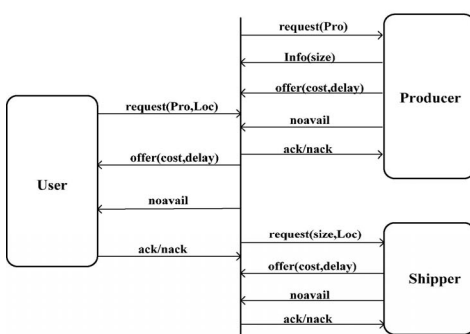 request(Pro)
Info(size)
offer(cost,delay)
noavail
ack/nack
Producer
request(Pro,Loc)
offer(cost,delay)
noavail
ack/nack
User
request(size,Loc)
offer(cost,delay)
noavail
ack/nack
Shipper